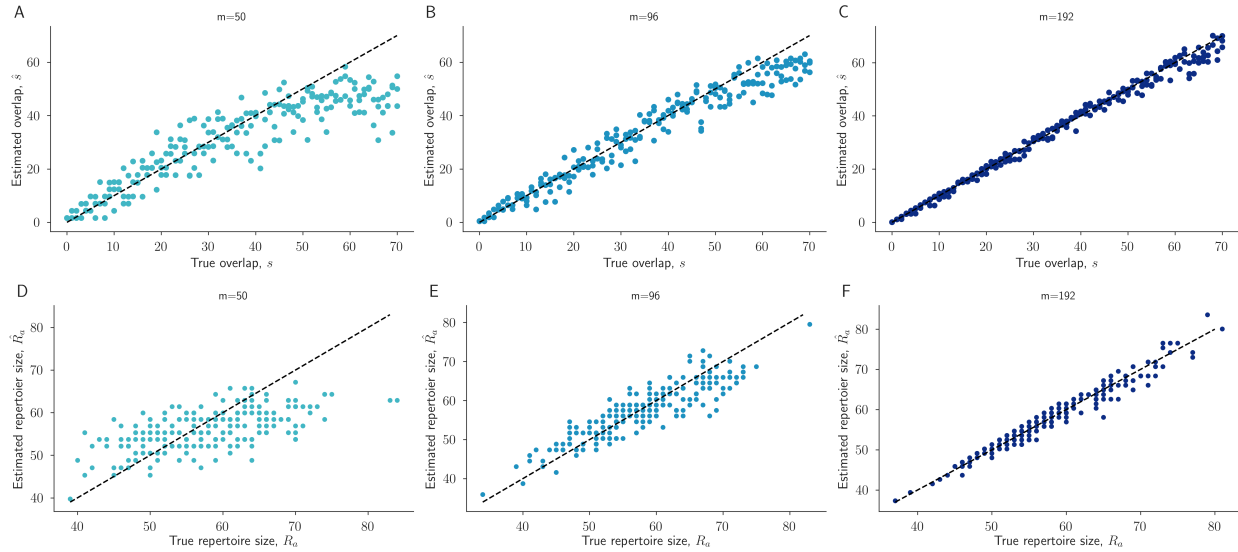 A
m=50
Estimated overlap, ŝ
60
40
20
0
0 10 20 30 40 50 60 70
True overlap, s
B
m=96
Estimated overlap, ŝ
60
40
20
0
0 10 20 30 40 50 60 70
True overlap, s
C
m=192
Estimated overlap, ŝ
60
40
20
0
0 10 20 30 40 50 60 70
True overlap, s
D
m=50
Estimated repertoier size, R̂ₐ
80
70
60
50
40
40 50 60 70 80
True repertoire size, Rₐ
E
m=96
Estimated repertoier size, R̂ₐ
80
70
60
50
40
40 50 60 70 80
True repertoire size, Rₐ
F
m=192
Estimated repertoier size, R̂ₐ
80
70
60
50
40
40 50 60 70 80
True repertoire size, Rₐ